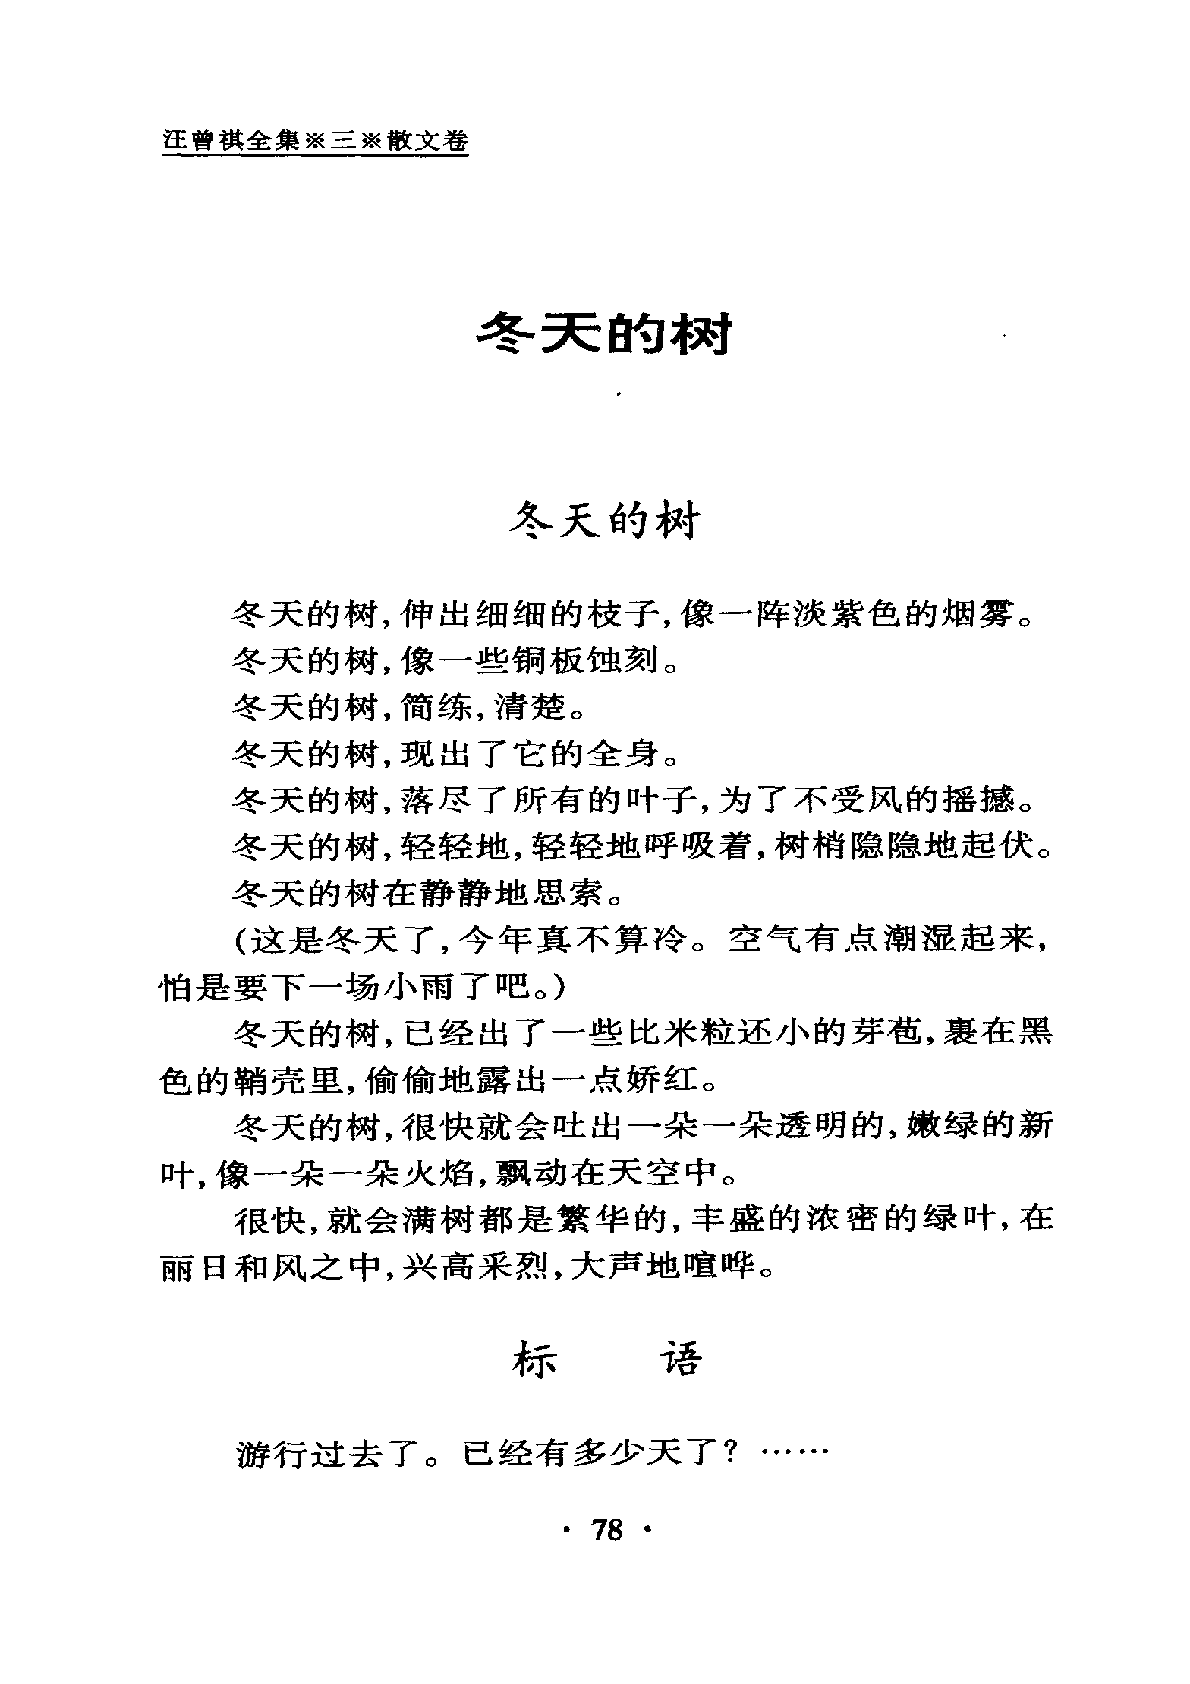 汪曾祺全集※三※散文卷
冬天的树
冬天的树
冬天的树,伸出细细的枝子,像一阵淡紫色的烟雾。
冬天的树,像一些铜板蚀刻。
冬天的树,简练,清楚。
冬天的树,现出了它的全身。
冬天的树,落尽了所有的叶子,为了不受风的摇撼。
冬天的树,轻轻地,轻轻地呼吸着,树梢隐隐地起伏。
冬天的树在静静地思索。
(这是冬天了,今年真不算冷。空气有点潮湿起来,
怕是要下一场小雨了吧。)
冬天的树,已经出了一些比米粒还小的芽苞,裹在黑
色的鞘壳里,偷偷地露出一点娇红。
冬天的树,很快就会吐出一朵一朵透明的,嫩绿的新
叶,像一朵一朵火焰,飘动在天空中。
很快,就会满树都是繁华的,丰盛的浓密的绿叶,在
丽日和风之中,兴高采烈,大声地喧哗。
标 语
游行过去了。已经有多少天了?……
· 78 ·